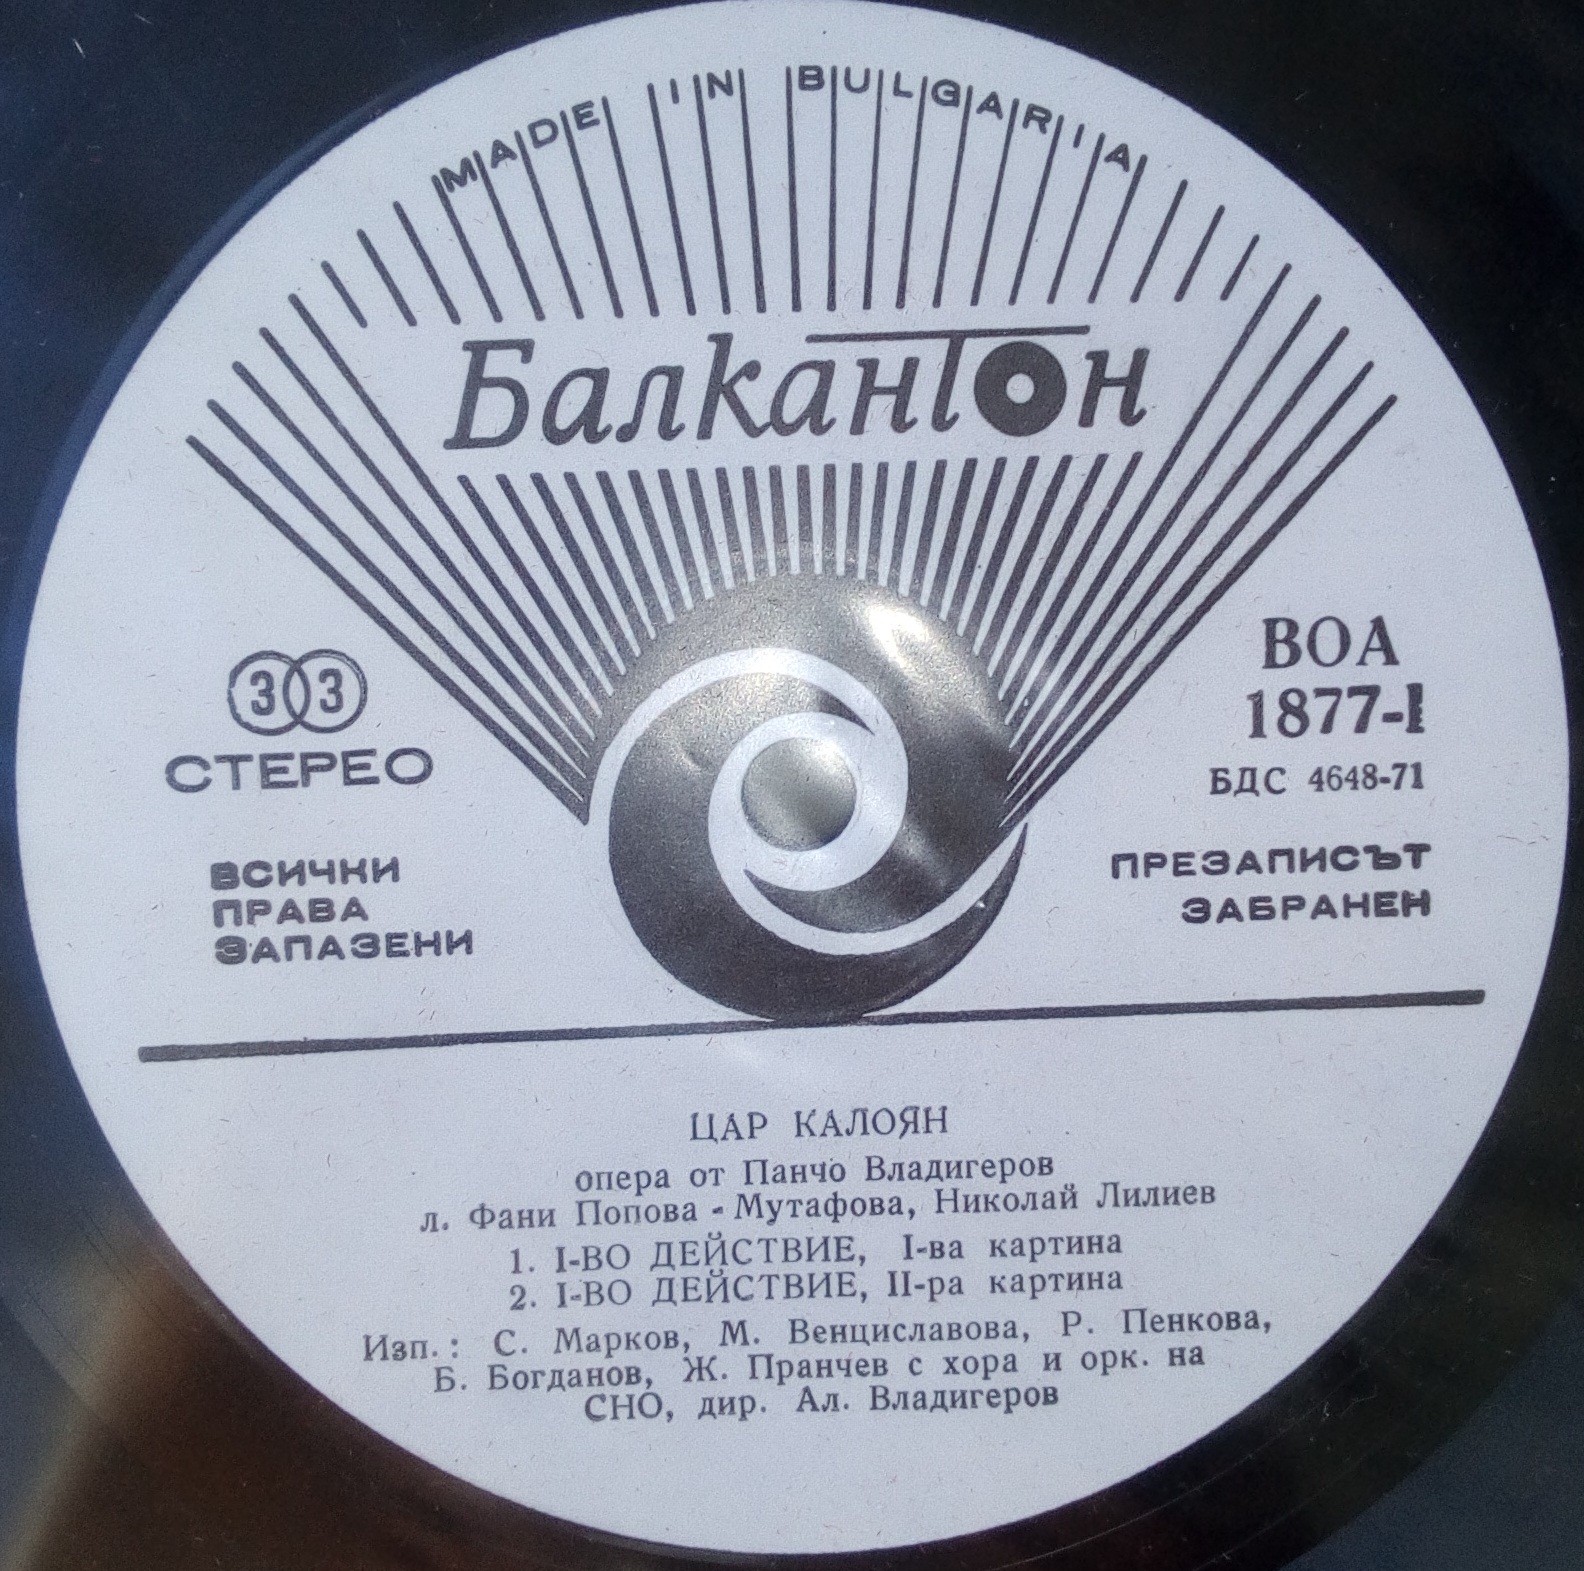 MADE IN BULGARIA
Балкантон
33
СТЕРЕО
ВСИЧКИ
ПРАВА
ЗАПАЗЕНИ
ВОА
1877-I
БДС 4648-71
ПРЕЗАПИСЪТ
ЗАБРАНЕН
ЦАР КАЛОЯН
опера от Панчо Владигеров
л. Фани Попова - Мутафова, Николай Лилиев
1. I-ВО ДЕЙСТВИЕ, I-ва картина
2. I-ВО ДЕЙСТВИЕ, II-ра картина
Изп.: С. Марков, М. Венциславова, Р. Пенкова,
Б. Богданов, Ж. Пранчев с хора и орк. на
СНО, дир. Ал. Владигеров